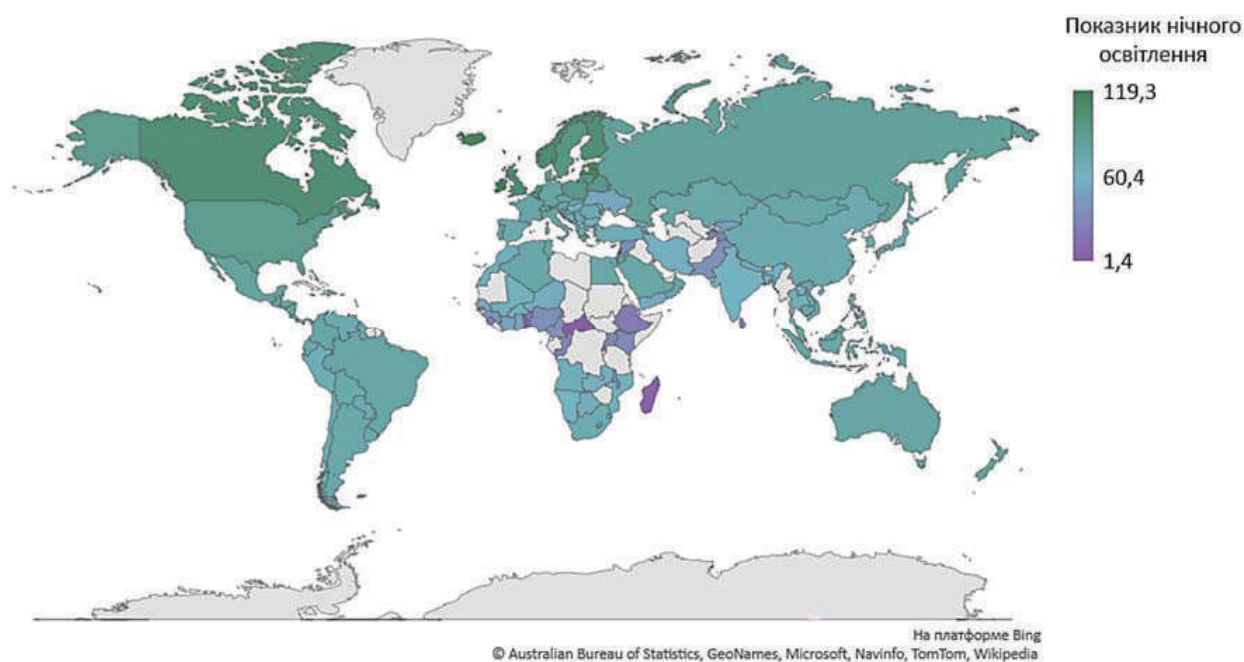 Показник нічного
освітлення
119,3
60,4
1,4
На платформе Bing
© Australian Bureau of Statistics, GeoNames, Microsoft, Navinfo, TomTom, Wikipedia